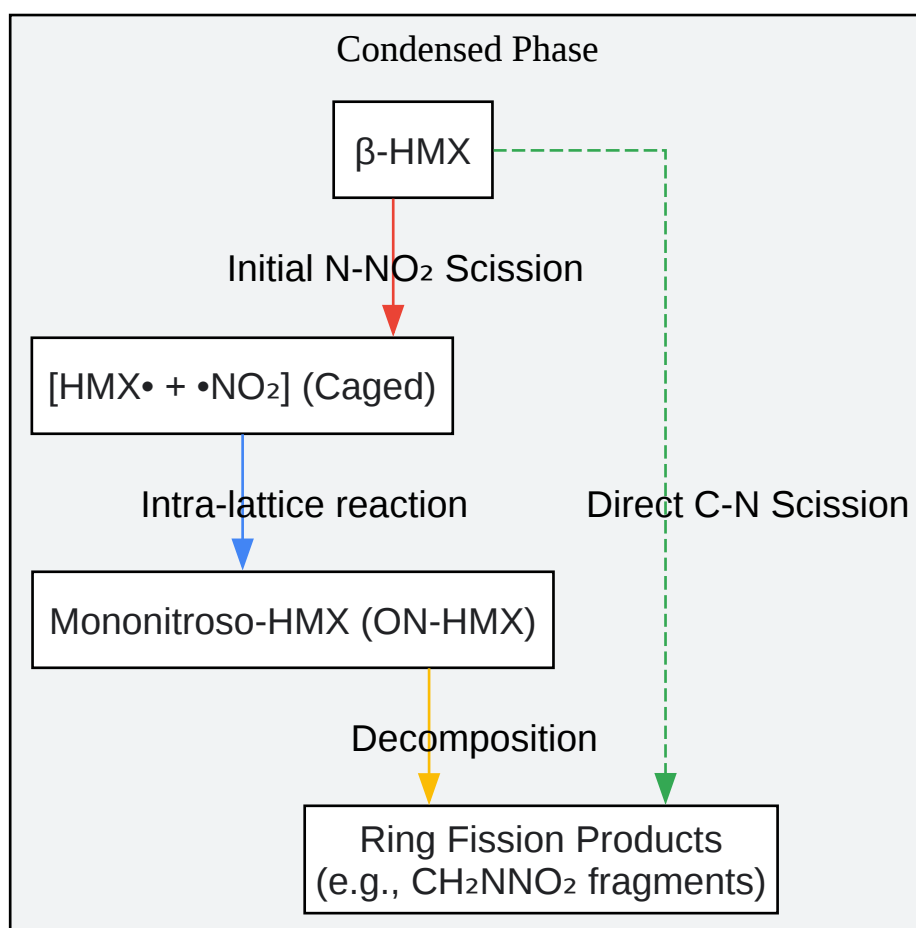 Condensed Phase
β-HMX
Initial N-NO₂ Scission
[HMX• + •NO₂] (Caged)
Intra-lattice reaction
Direct C-N Scission
Mononitroso-HMX (ON-HMX)
Decomposition
Ring Fission Products
(e.g., CH₂NNO₂ fragments)